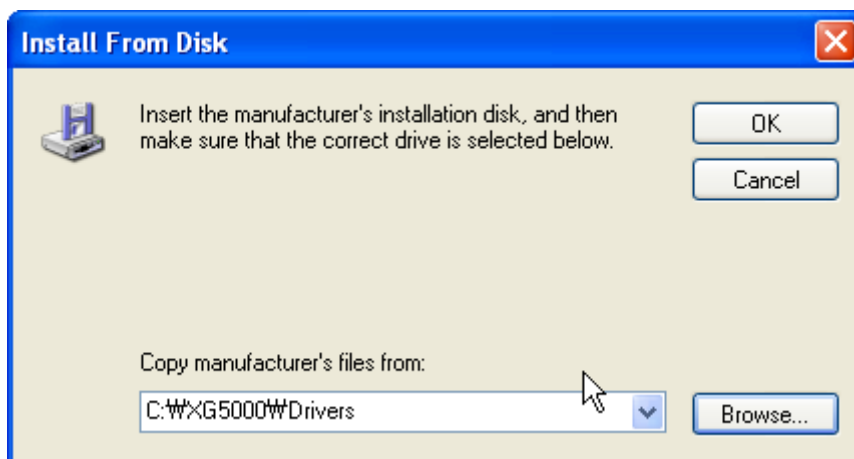 Install From Disk
Insert the manufacturer's installation disk, and then
make sure that the correct drive is selected below.
OK
Cancel
Copy manufacturer's files from:
C:₩XG5000₩Drivers
Browse...